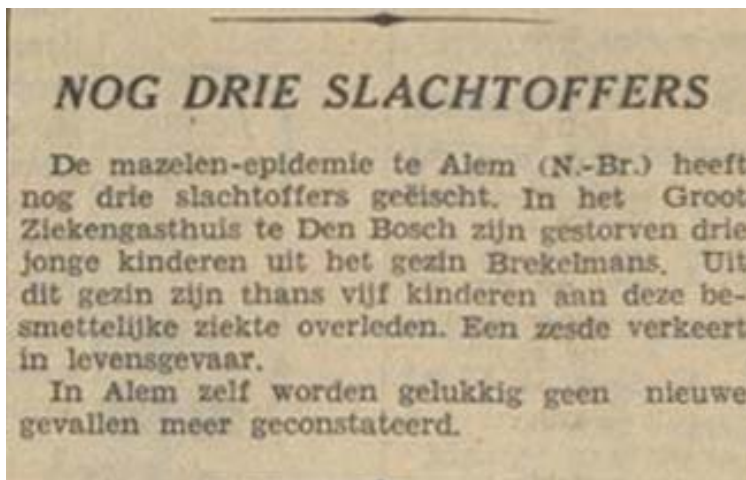 NOG DRIE SLACHTOFFERS
De mazelen-epidemie te Alem (N.-Br.) heeft
nog drie slachtoffers geëischt. In het Groot
Ziekengasthuis te Den Bosch zijn gestorven drie
jonge kinderen uit het gezin Brekelmans. Uit
dit gezin zijn thans vijf kinderen aan deze be-
smettelijke ziekte overleden. Een zesde verkeert
in levensgevaar.
In Alem zelf worden gelukkig geen nieuwe
gevallen meer geconstateerd.